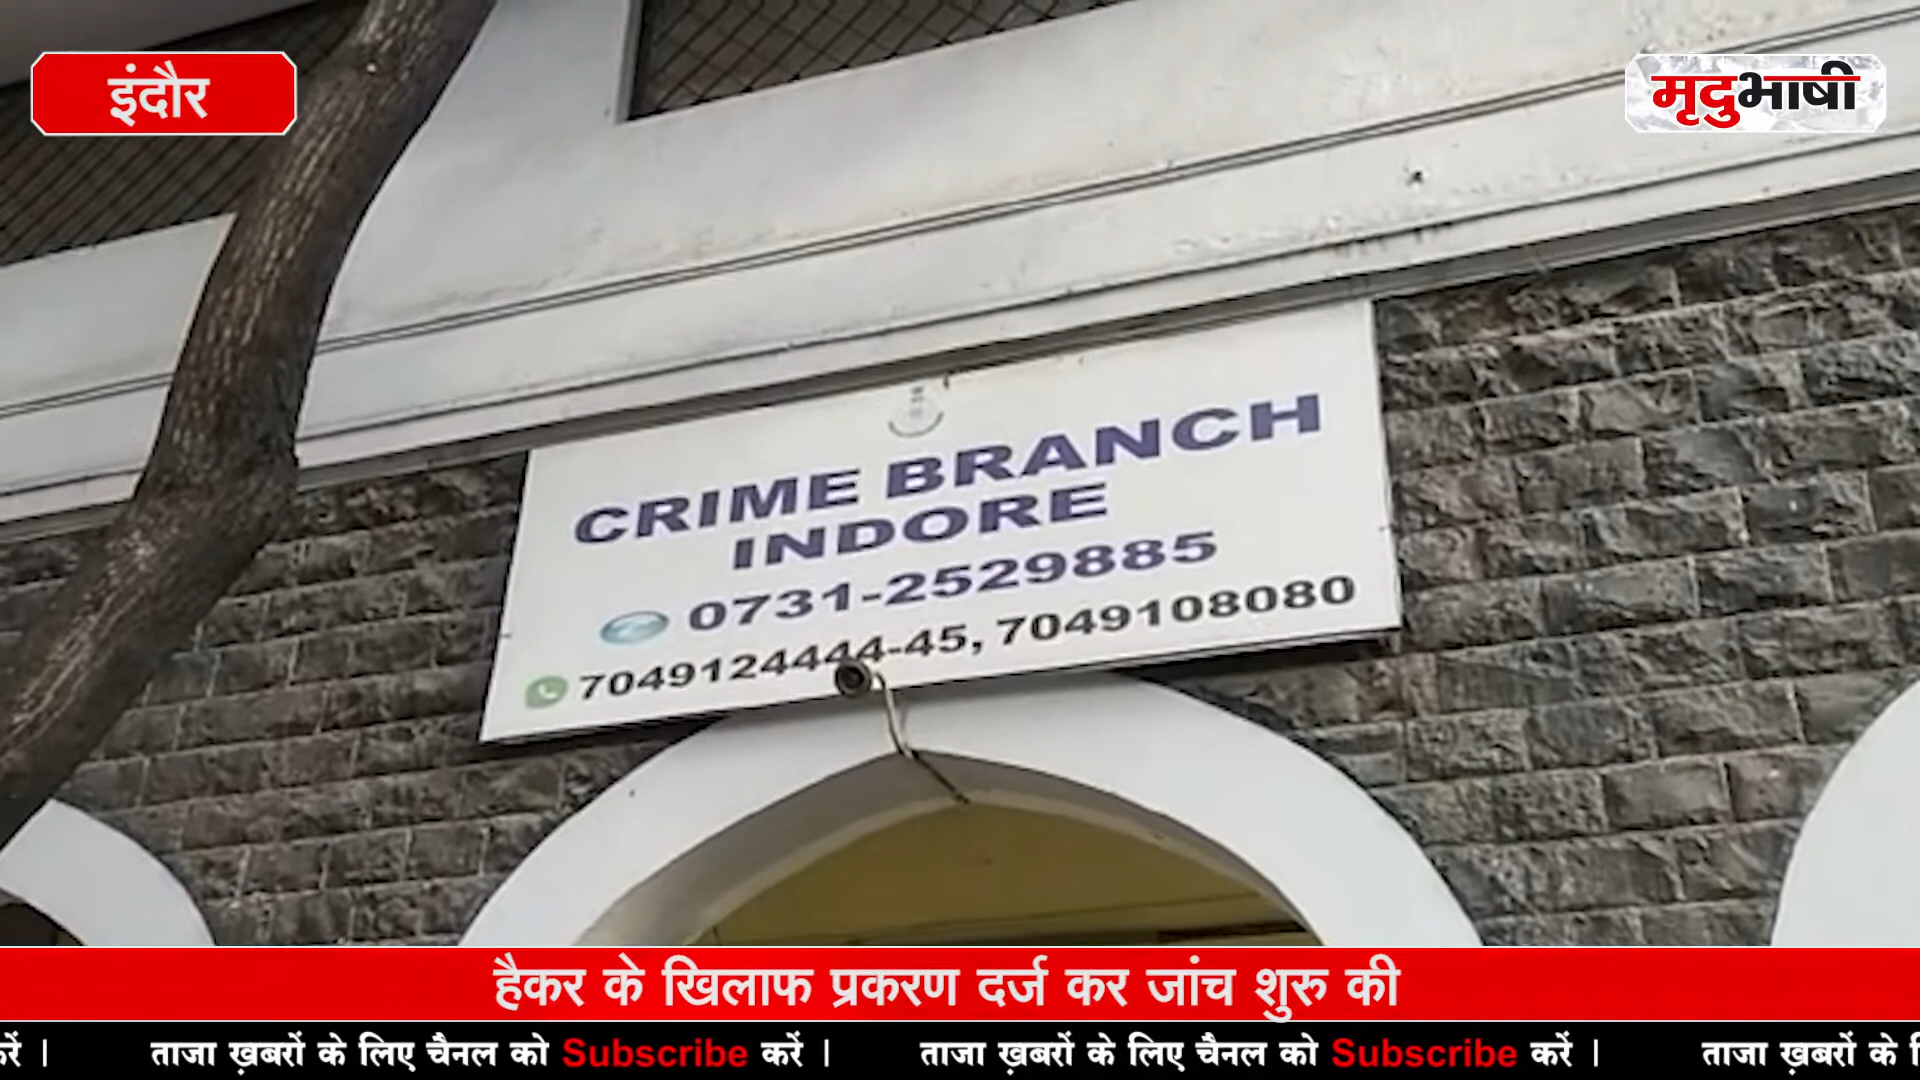 इंदौर
मृदुभाषी
CRIME BRANCH
INDORE
0731-2529885
7049124444-45, 7049108080
हैकर के खिलाफ प्रकरण दर्ज कर जांच शुरु की
रें । ताजा ख़बरों के लिए चैनल को Subscribe करें । ताजा ख़बरों के लिए चैनल को Subscribe करें । ताजा ख़बरों के